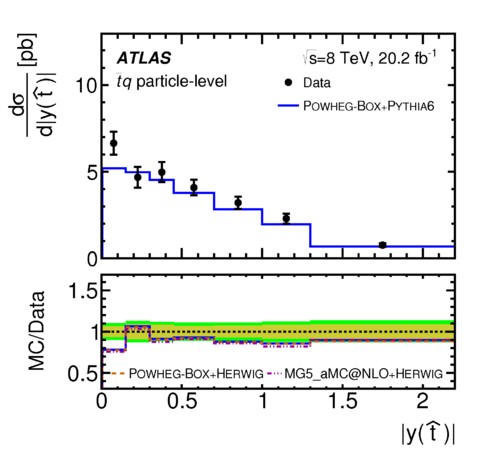 dσ/d|y(t̂)| [pb]
ATLAS √s=8 TeV, 20.2 fb⁻¹
t̄q particle-level
Data
POWHEG-BOX+PYTHIA6
10
5
0
MC/Data
1.5
1
0.5
POWHEG-BOX+HERWIG MG5_aMC@NLO+HERWIG
0 0.5 1 1.5 2
|y(t̂)|